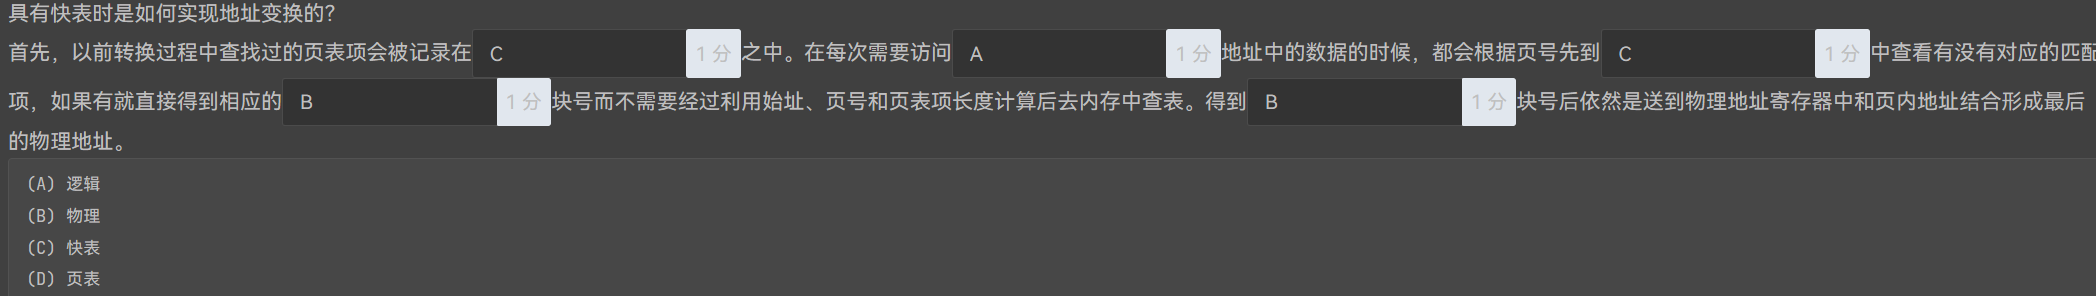 具有快表时是如何实现地址变换的?
首先，以前转换过程中查找过的页表项会被记录在 C 1 分 之中。在每次需要访问 A 1 分 地址中的数据的时候，都会根据页号先到 C 1 分 中查看有没有对应的匹配
项，如果有就直接得到相应的 B 1 分 块号而不需要经过利用始址、页号和页表项长度计算后去内存中查表。得到 B 1 分 块号后依然是送到物理地址寄存器中和页内地址结合形成最后
的物理地址。
(A) 逻辑
(B) 物理
(C) 快表
(D) 页表